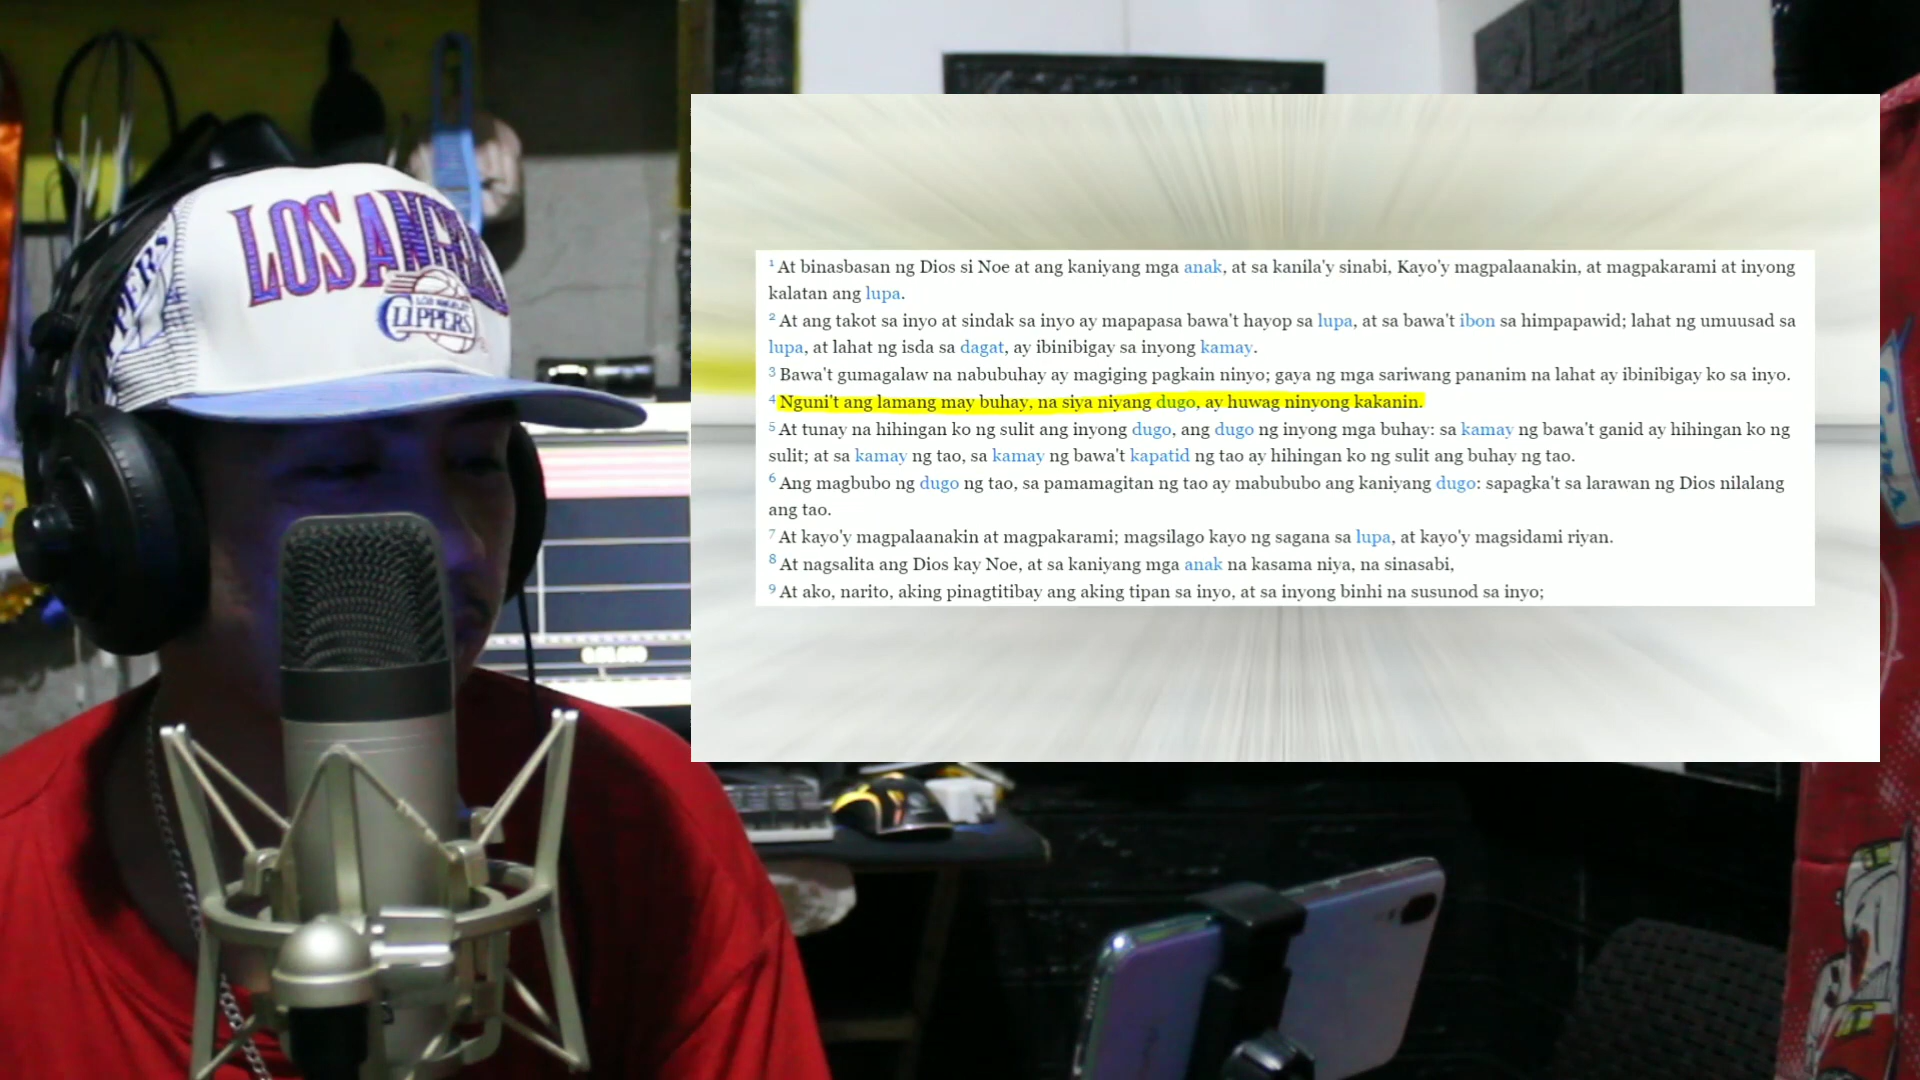 LOS ANGEL
LOS ANGELES
CLIPPERS
PPERS
1 At binasbasan ng Dios si Noe at ang kaniyang mga anak, at sa kanila'y sinabi, Kayo'y magpalaanakin, at magpakarami at inyong
kalatan ang lupa.
2 At ang takot sa inyo at sindak sa inyo ay mapapasa bawa't hayop sa lupa, at sa bawa't ibon sa himpapawid; lahat ng umuusad sa
lupa, at lahat ng isda sa dagat, ay ibinibigay sa inyong kamay.
3 Bawa't gumagalaw na nabubuhay ay magiging pagkain ninyo; gaya ng mga sariwang pananim na lahat ay ibinibigay ko sa inyo.
4 Nguni't ang lamang may buhay, na siya niyang dugo, ay huwag ninyong kakanin.
5 At tunay na hihingan ko ng sulit ang inyong dugo, ang dugo ng inyong mga buhay: sa kamay ng bawa't ganid ay hihingan ko ng
sulit; at sa kamay ng tao, sa kamay ng bawa't kapatid ng tao ay hihingan ko ng sulit ang buhay ng tao.
6 Ang magbubo ng dugo ng tao, sa pamamagitan ng tao ay mabububo ang kaniyang dugo: sapagka't sa larawan ng Dios nilalang
ang tao.
7 At kayo'y magpalaanakin at magpakarami; magsilago kayo ng sagana sa lupa, at kayo'y magsidami riyan.
8 At nagsalita ang Dios kay Noe, at sa kaniyang mga anak na kasama niya, na sinasabi,
9 At ako, narito, aking pinagtitibay ang aking tipan sa inyo, at sa inyong binhi na susunod sa inyo;